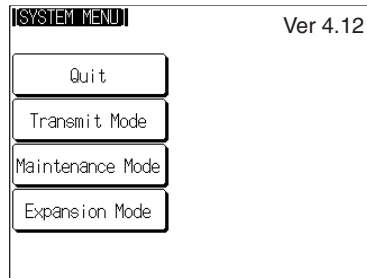 [SYSTEM MENU]
Ver 4.12
Quit
Transmit Mode
Maintenance Mode
Expansion Mode